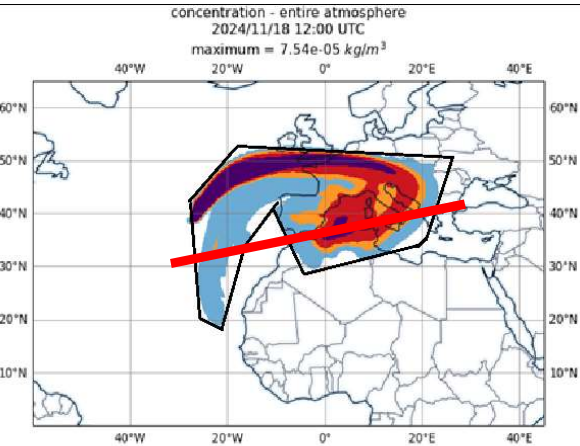 concentration - entire atmosphere
2024/11/18 12:00 UTC
maximum = 7.54e-05 kg/m³
40°W 20°W 0° 20°E 40°E
60°N 60°N
50°N 50°N
40°N 40°N
30°N 30°N
20°N 20°N
10°N 10°N
40°W 20°W 0° 20°E 40°E